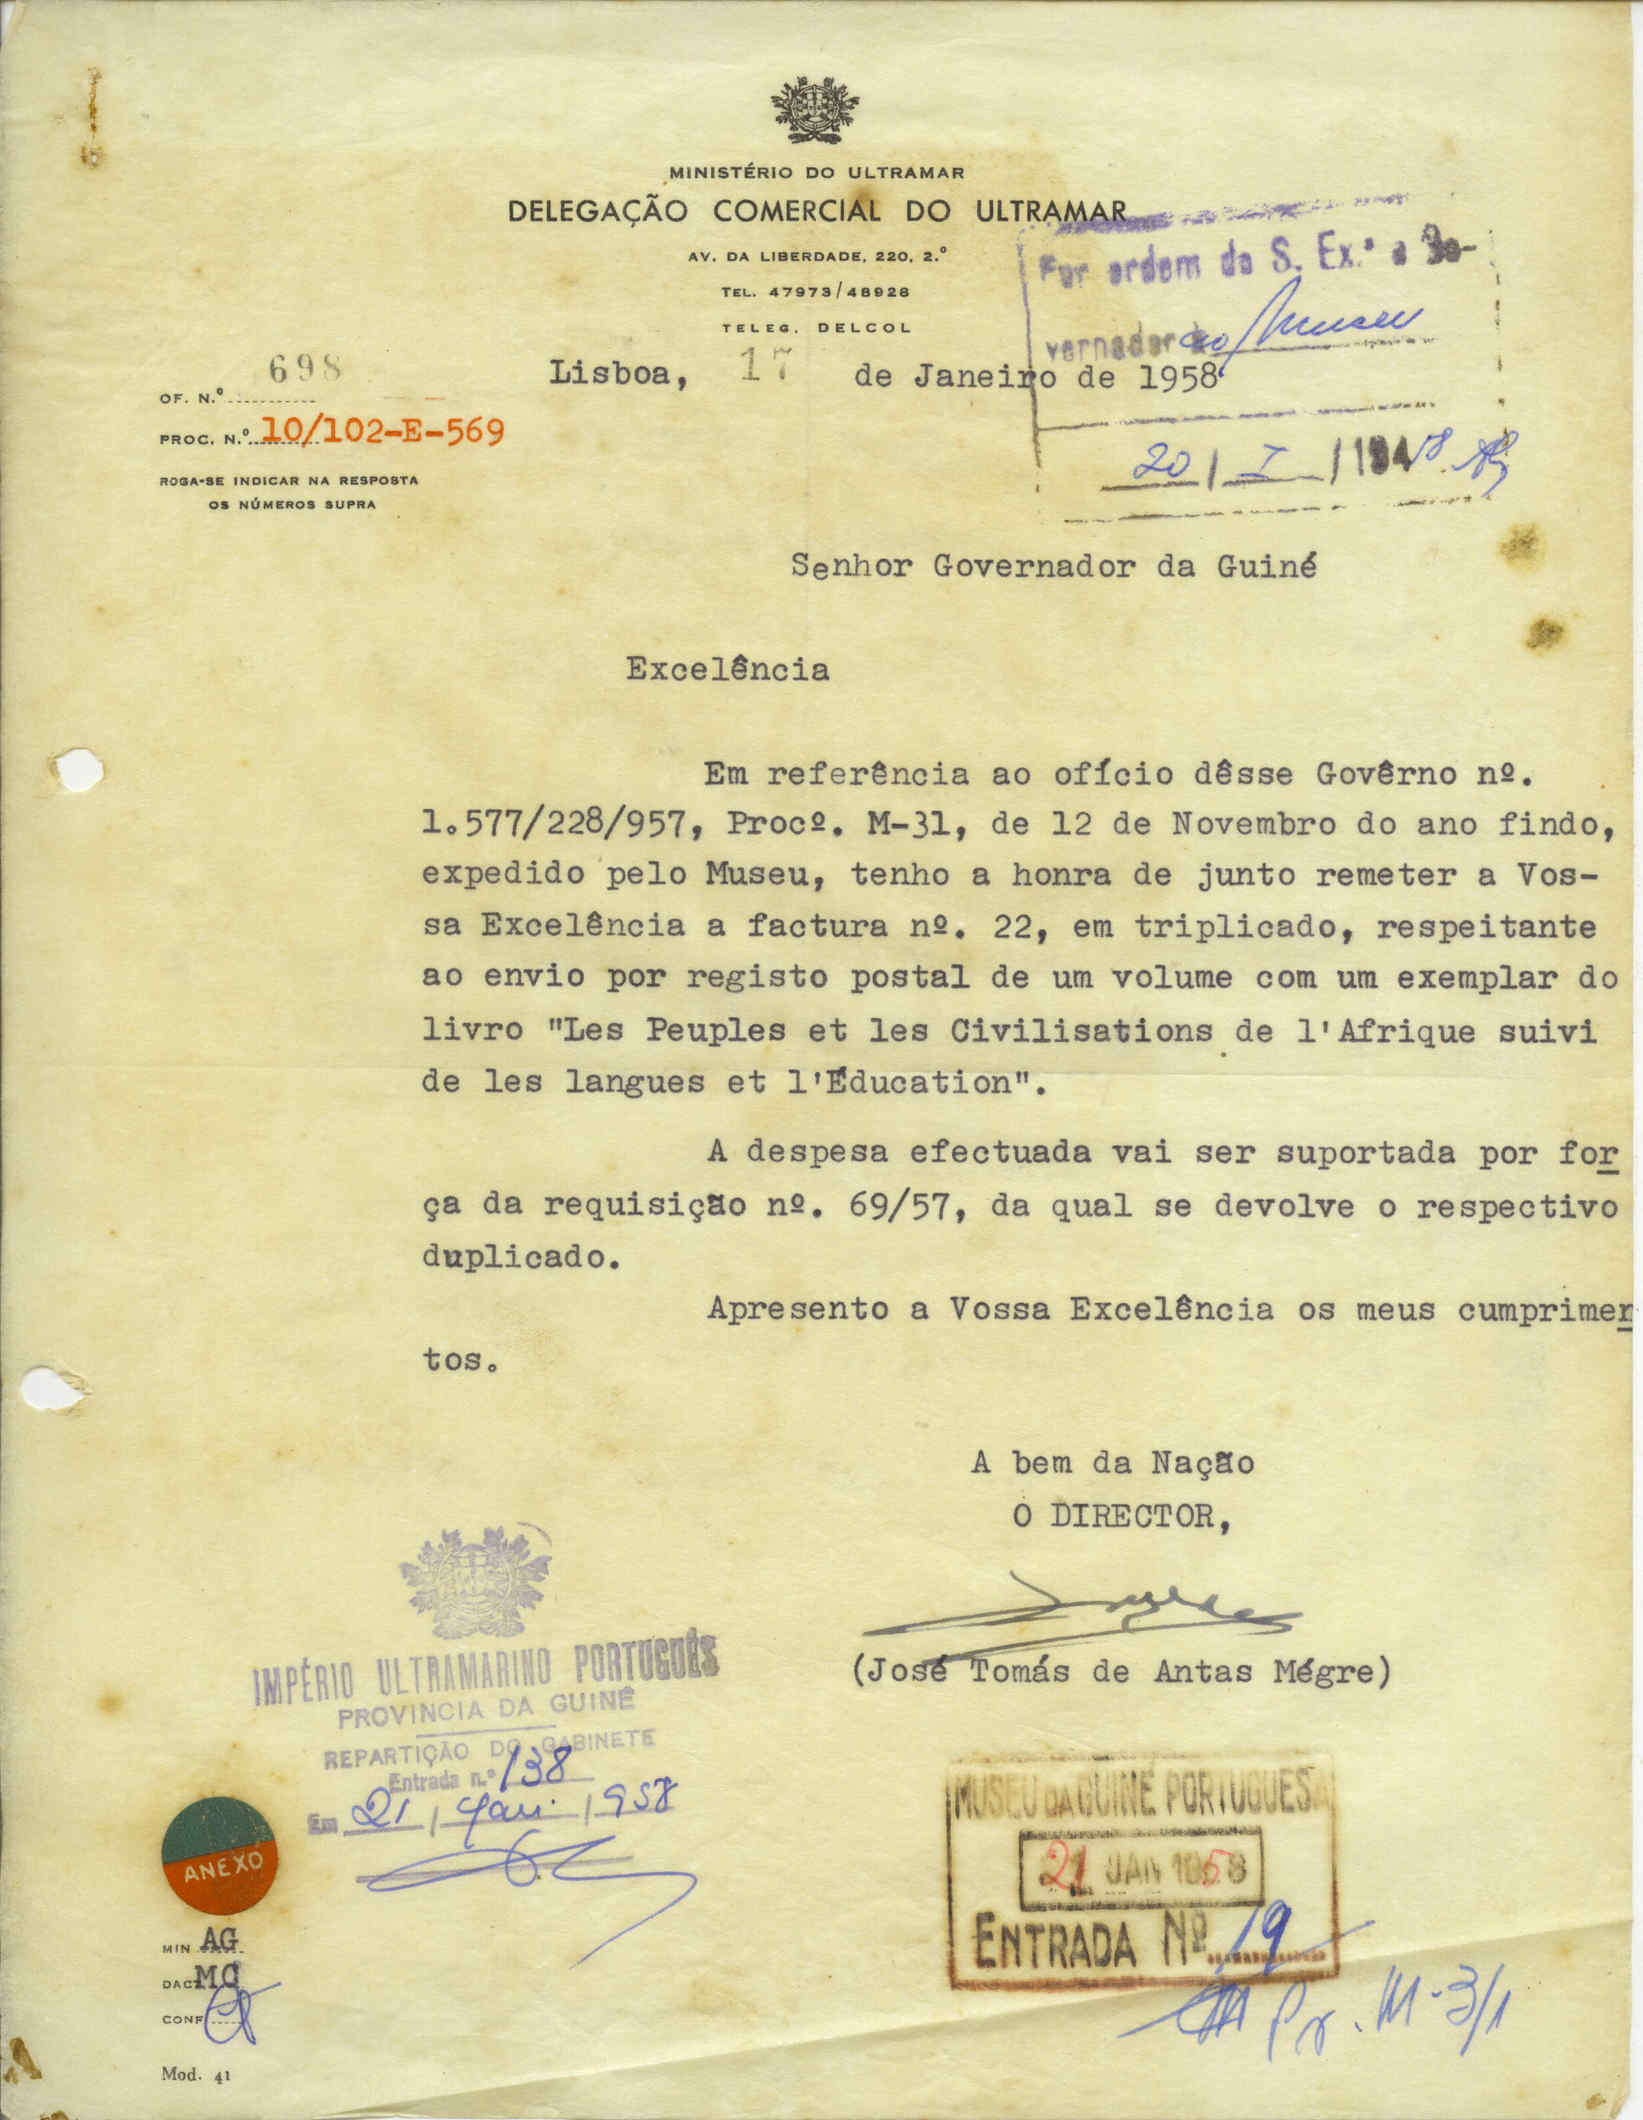 MINISTÉRIO DO ULTRAMAR
DELEGAÇÃO COMERCIAL DO ULTRAMAR
AV. DA LIBERDADE, 220, 2.º
TEL. 47973/48928
TELEG. DELCOL
Por ordem de S. Ex.ª o Go-
vernador ao Museu
20 / I / 1958
OF. N.º 698
PROC. N.º 10/102-E-569
ROGA-SE INDICAR NA RESPOSTA
OS NÚMEROS SUPRA
Lisboa, 17 de Janeiro de 1958
Senhor Governador da Guiné
Excelência
Em referência ao ofício dêsse Govêrno nº.
1.577/228/957, Procº. M-31, de 12 de Novembro do ano findo,
expedido pelo Museu, tenho a honra de junto remeter a Vos-
sa Excelência a factura nº. 22, em triplicado, respeitante
ao envio por registo postal de um volume com um exemplar do
livro "Les Peuples et les Civilisations de l'Afrique suivi
de les langues et l'Éducation".
A despesa efectuada vai ser suportada por for
ça da requisição nº. 69/57, da qual se devolve o respectivo
duplicado.
Apresento a Vossa Excelência os meus cumprimen
tos.
A bem da Nação
O DIRECTOR,
(José Tomás de Antas Mégre)
IMPÉRIO ULTRAMARINO PORTUGUÊS
PROVINCIA DA GUINÉ
REPARTIÇÃO DO GABINETE
Entrada n.º 138
Em 21 / Jan. / 958
MUSEU DA GUINÉ PORTUGUESA
21 JAN 1958
ENTRADA Nº 19
Pr. M-3/1
ANEXO
MIN AG
DACT MC
CONF
Mod. 41